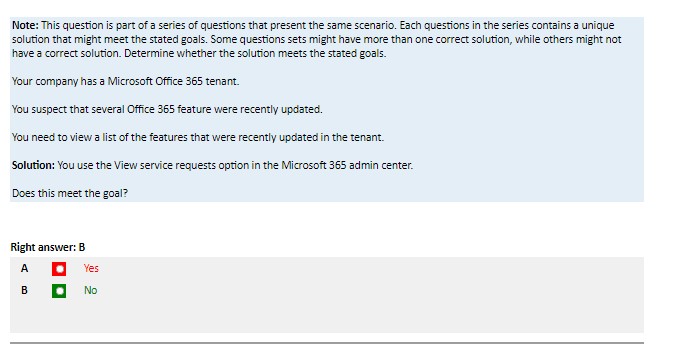 Note: This question is part of a series of questions that present the same scenario. Each questions in the series contains a unique
solution that might meet the stated goals. Some questions sets might have more than one correct solution, while others might not
have a correct solution. Determine whether the solution meets the stated goals.
Your company has a Microsoft Office 365 tenant.
You suspect that several Office 365 feature were recently updated.
You need to view a list of the features that were recently updated in the tenant.
Solution: You use the View service requests option in the Microsoft 365 admin center.
Does this meet the goal?
Right answer: B
A Yes
B No